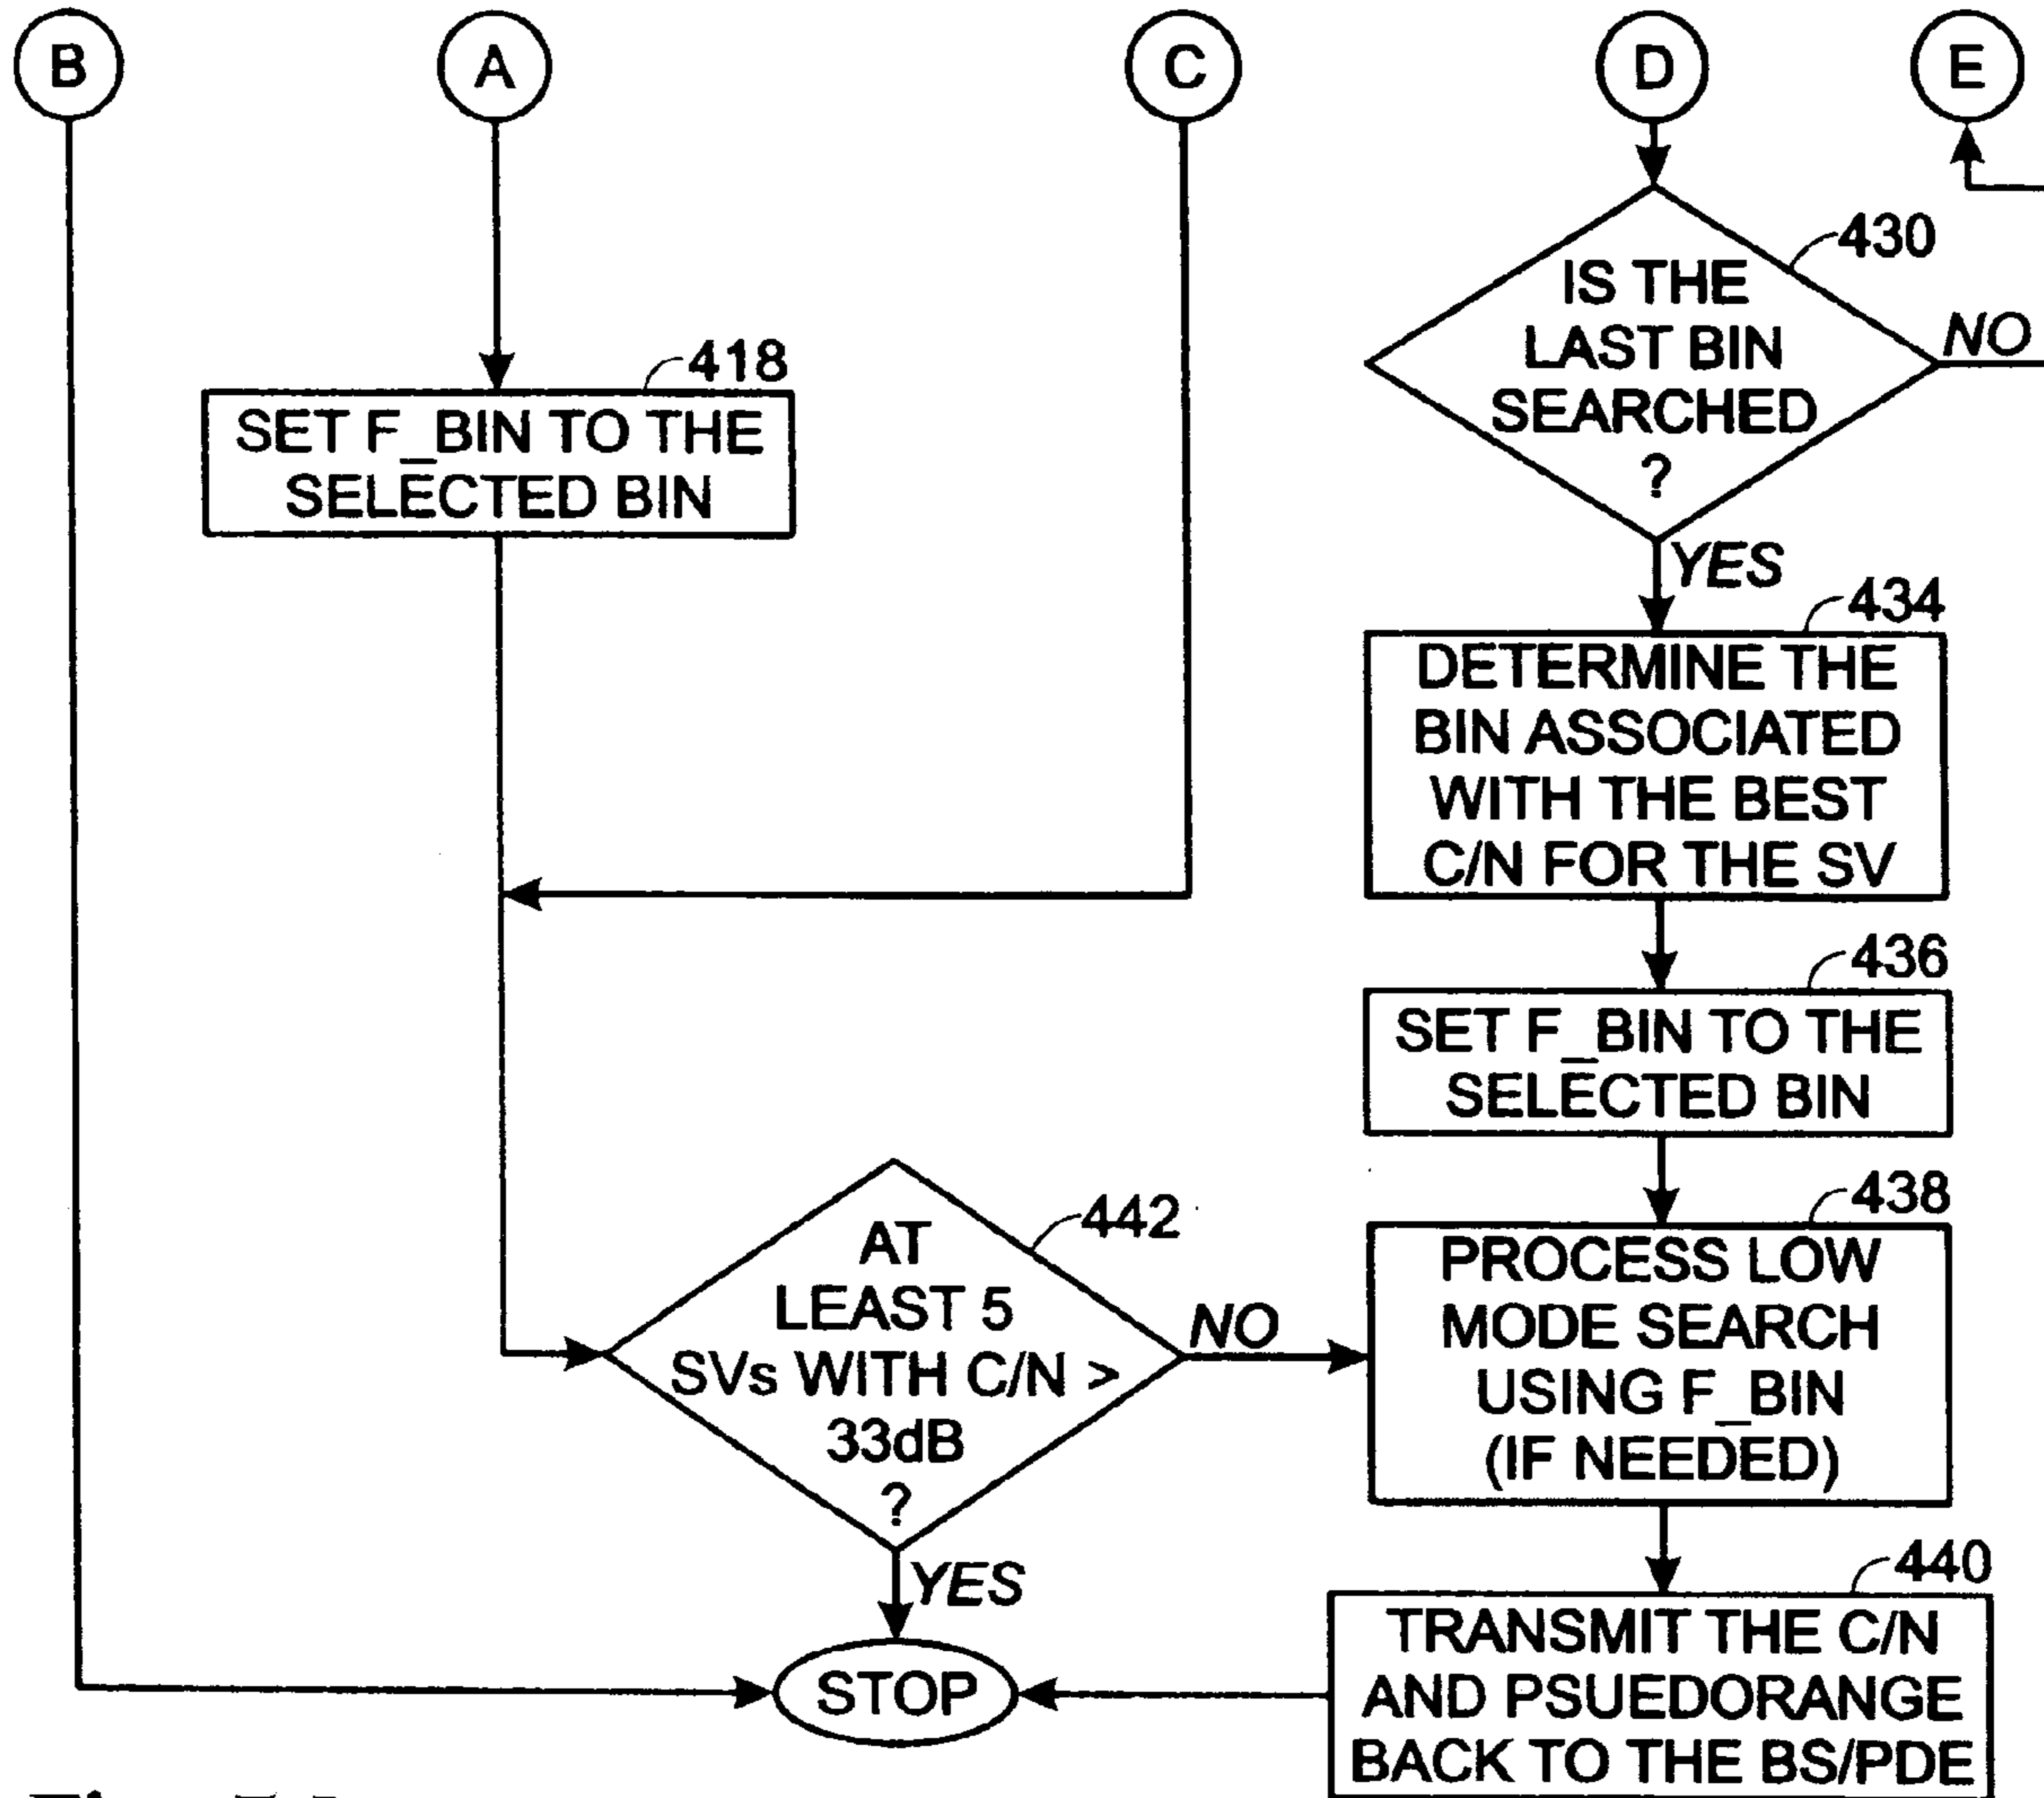 B
A
C
D
E
430
IS THE
LAST BIN
SEARCHED
?
NO
418
SET F_BIN TO THE
SELECTED BIN
YES
434
DETERMINE THE
BIN ASSOCIATED
WITH THE BEST
C/N FOR THE SV
436
SET F_BIN TO THE
SELECTED BIN
442
AT
LEAST 5
SVs WITH C/N >
33dB
?
NO
438
PROCESS LOW
MODE SEARCH
USING F_BIN
(IF NEEDED)
YES
STOP
440
TRANSMIT THE C/N
AND PSUEDORANGE
BACK TO THE BS/PDE